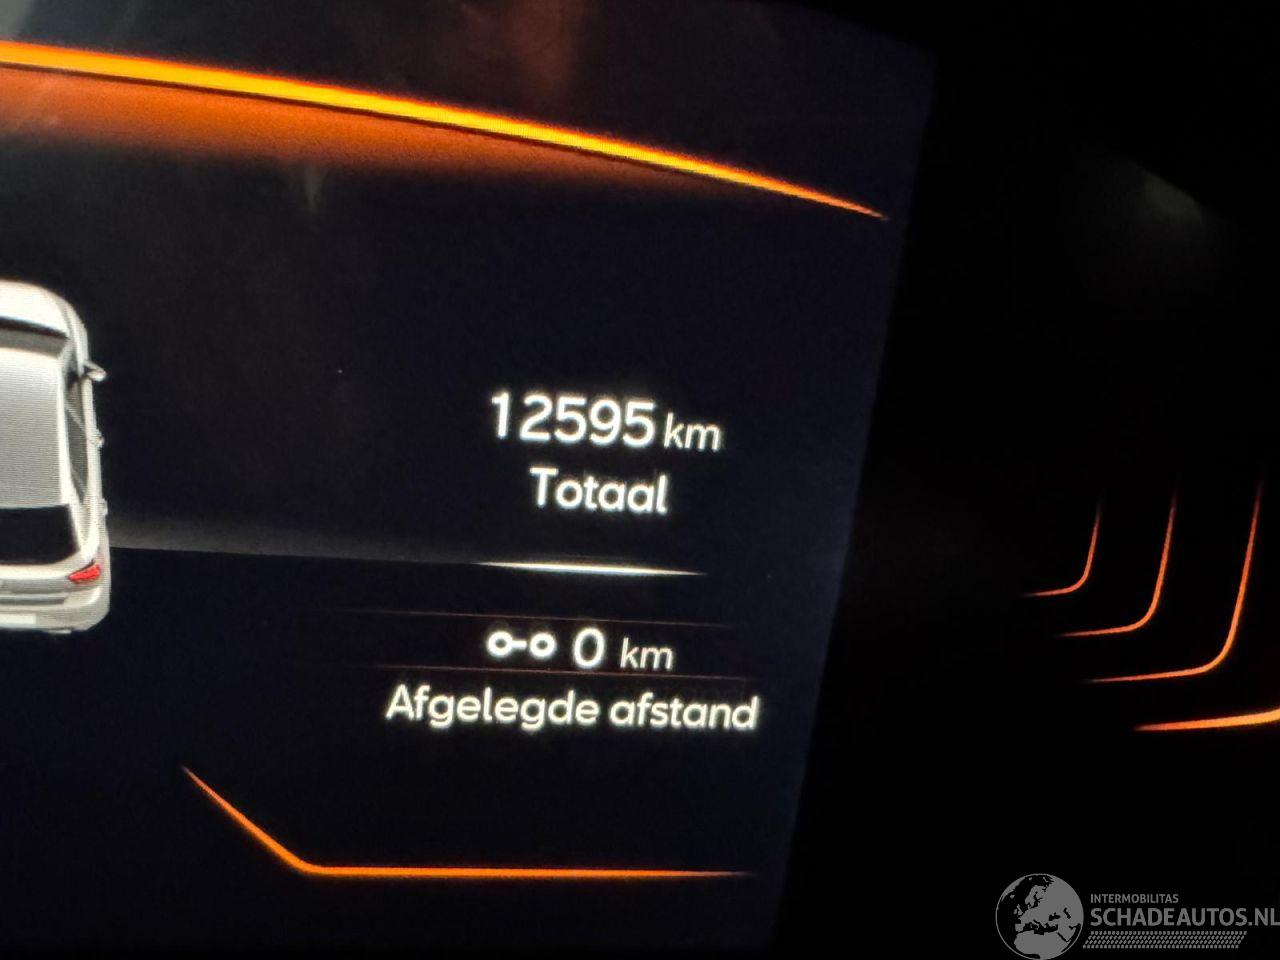 12595 km
Totaal
0 km
Afgelegde afstand
INTERMOBILITAS
SCHADEAUTOS.NL